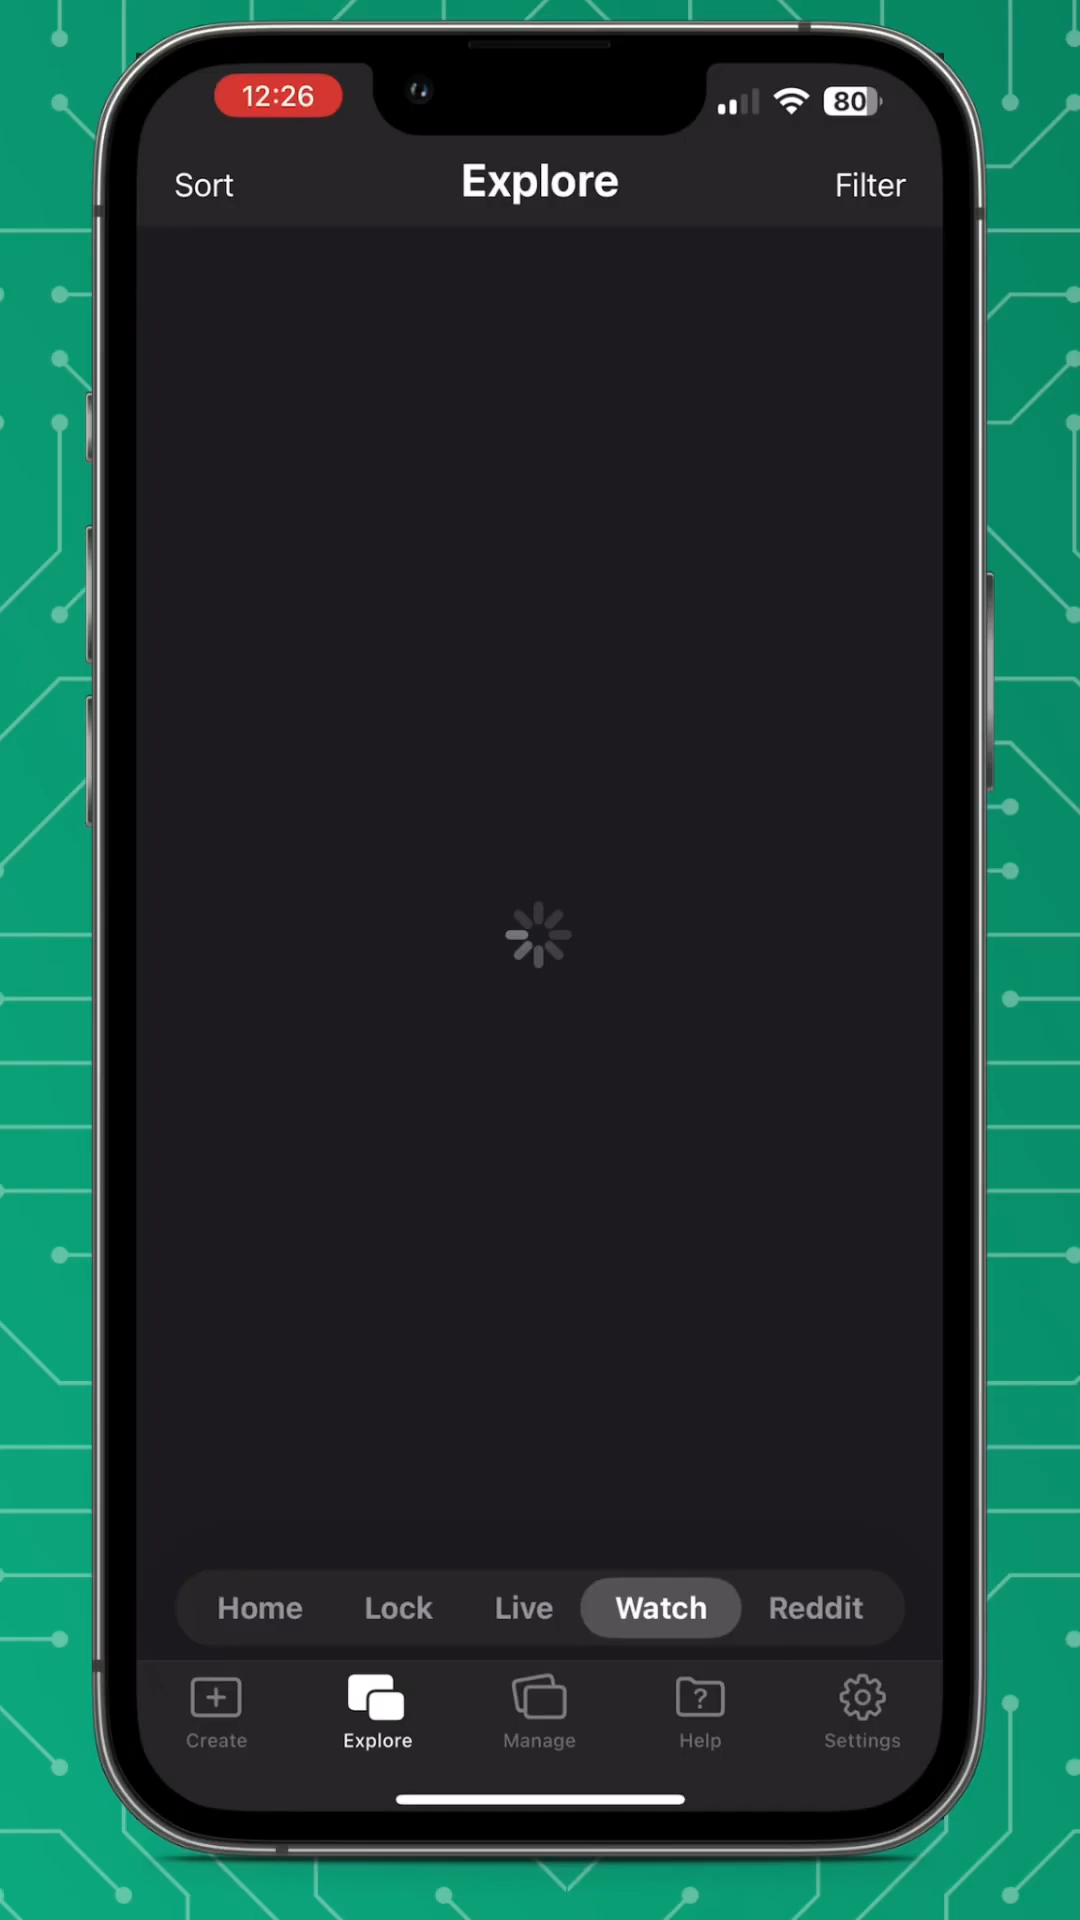 12:26
80
Sort
Explore
Filter
Home
Lock
Live
Watch
Reddit
Create
Explore
Manage
Help
Settings